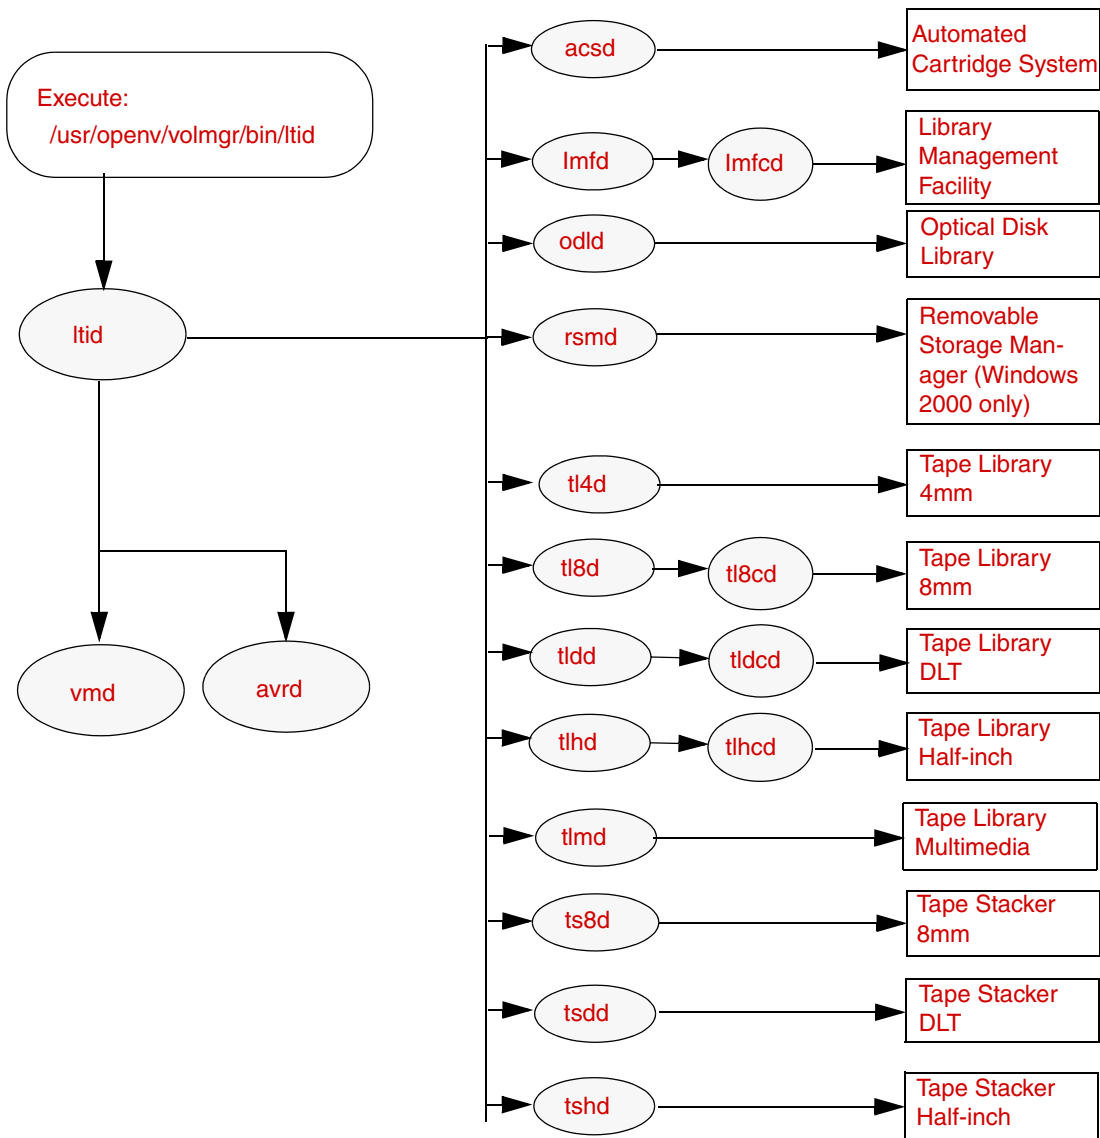 Execute:
/usr/openv/volmgr/bin/ltid
ltid
vmd
avrd
acsd
Automated
Cartridge System
lmfd
lmfcd
Library
Management
Facility
odld
Optical Disk
Library
rsmd
Removable
Storage Man-
ager (Windows
2000 only)
tl4d
Tape Library
4mm
tl8d
tl8cd
Tape Library
8mm
tldd
tldcd
Tape Library
DLT
tlhd
tlhcd
Tape Library
Half-inch
tlmd
Tape Library
Multimedia
ts8d
Tape Stacker
8mm
tsdd
Tape Stacker
DLT
tshd
Tape Stacker
Half-inch